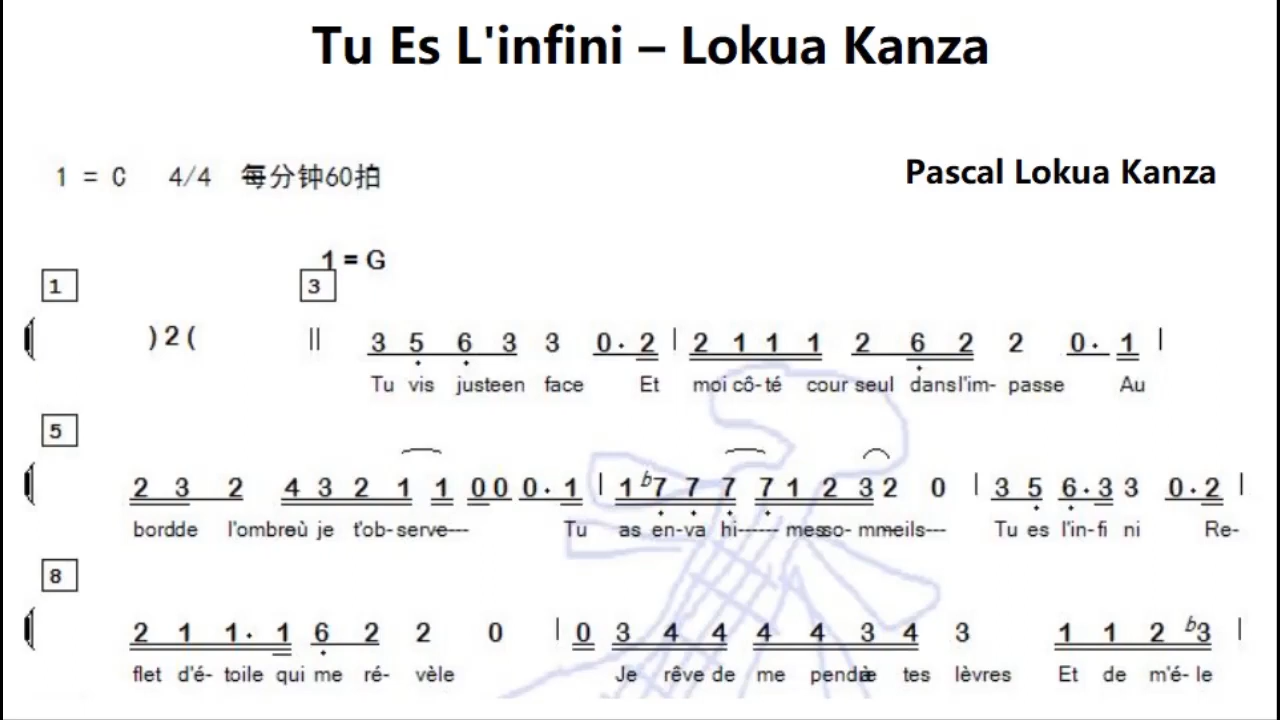 Tu Es L'infini – Lokua Kanza
1 = C 4/4 每分钟60拍
Pascal Lokua Kanza
1 = G
1 3
)2( || 3 5 6 3 3 0· 2 | 2 1 1 1 2 6 2 2 0· 1 |
Tu vis justeen face Et moi cô-té cour seul dansl'im- passe Au
5
2 3 2 4 3 2 1 1 0 0 0· 1 | 1 b7 7 7 7 1 2 3 2 0 | 3 5 6· 3 3 0· 2 |
bordde l'ombreoù je t'ob-serve--- Tu as en-va hi------ messo- mmeils--- Tu es l'in-fi ni Re-
8
2 1 1· 1 6 2 2 0 | 0 3 4 4 4 4 3 4 3 1 1 2 b3 |
flet d'é- toile qui me ré- vèle Je rêve de me pendre tes lèvres Et de m'é- le